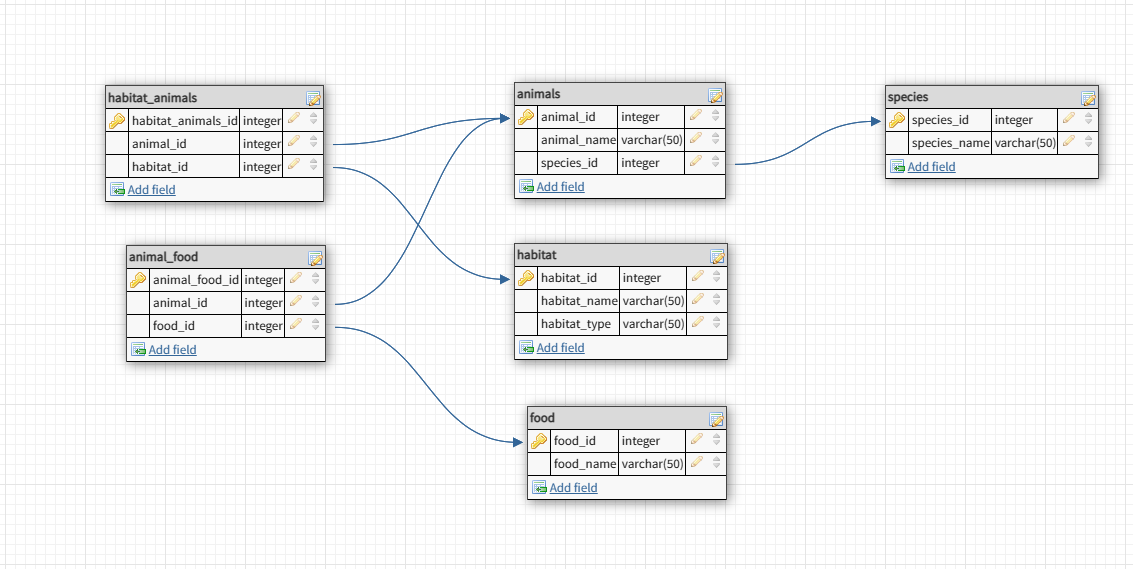 habitat_animals
habitat_animals_id integer
animal_id integer
habitat_id integer
Add field
animals
animal_id integer
animal_name varchar(50)
species_id integer
Add field
species
species_id integer
species_name varchar(50)
Add field
animal_food
animal_food_id integer
animal_id integer
food_id integer
Add field
habitat
habitat_id integer
habitat_name varchar(50)
habitat_type varchar(50)
Add field
food
food_id integer
food_name varchar(50)
Add field